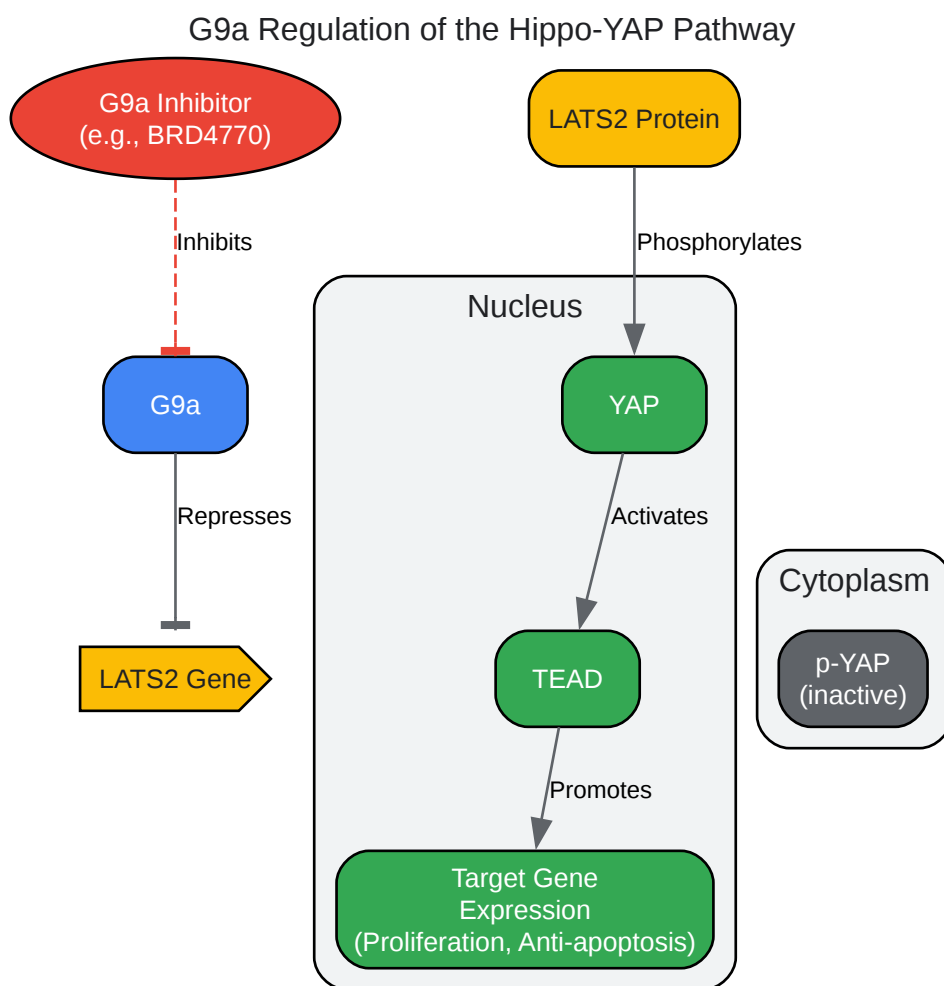 G9a Regulation of the Hippo-YAP Pathway
G9a Inhibitor
(e.g., BRD4770)
LATS2 Protein
Inhibits
Phosphorylates
Nucleus
G9a
YAP
Represses
Activates
Cytoplasm
LATS2 Gene
TEAD
p-YAP
(inactive)
Promotes
Target Gene
Expression
(Proliferation, Anti-apoptosis)